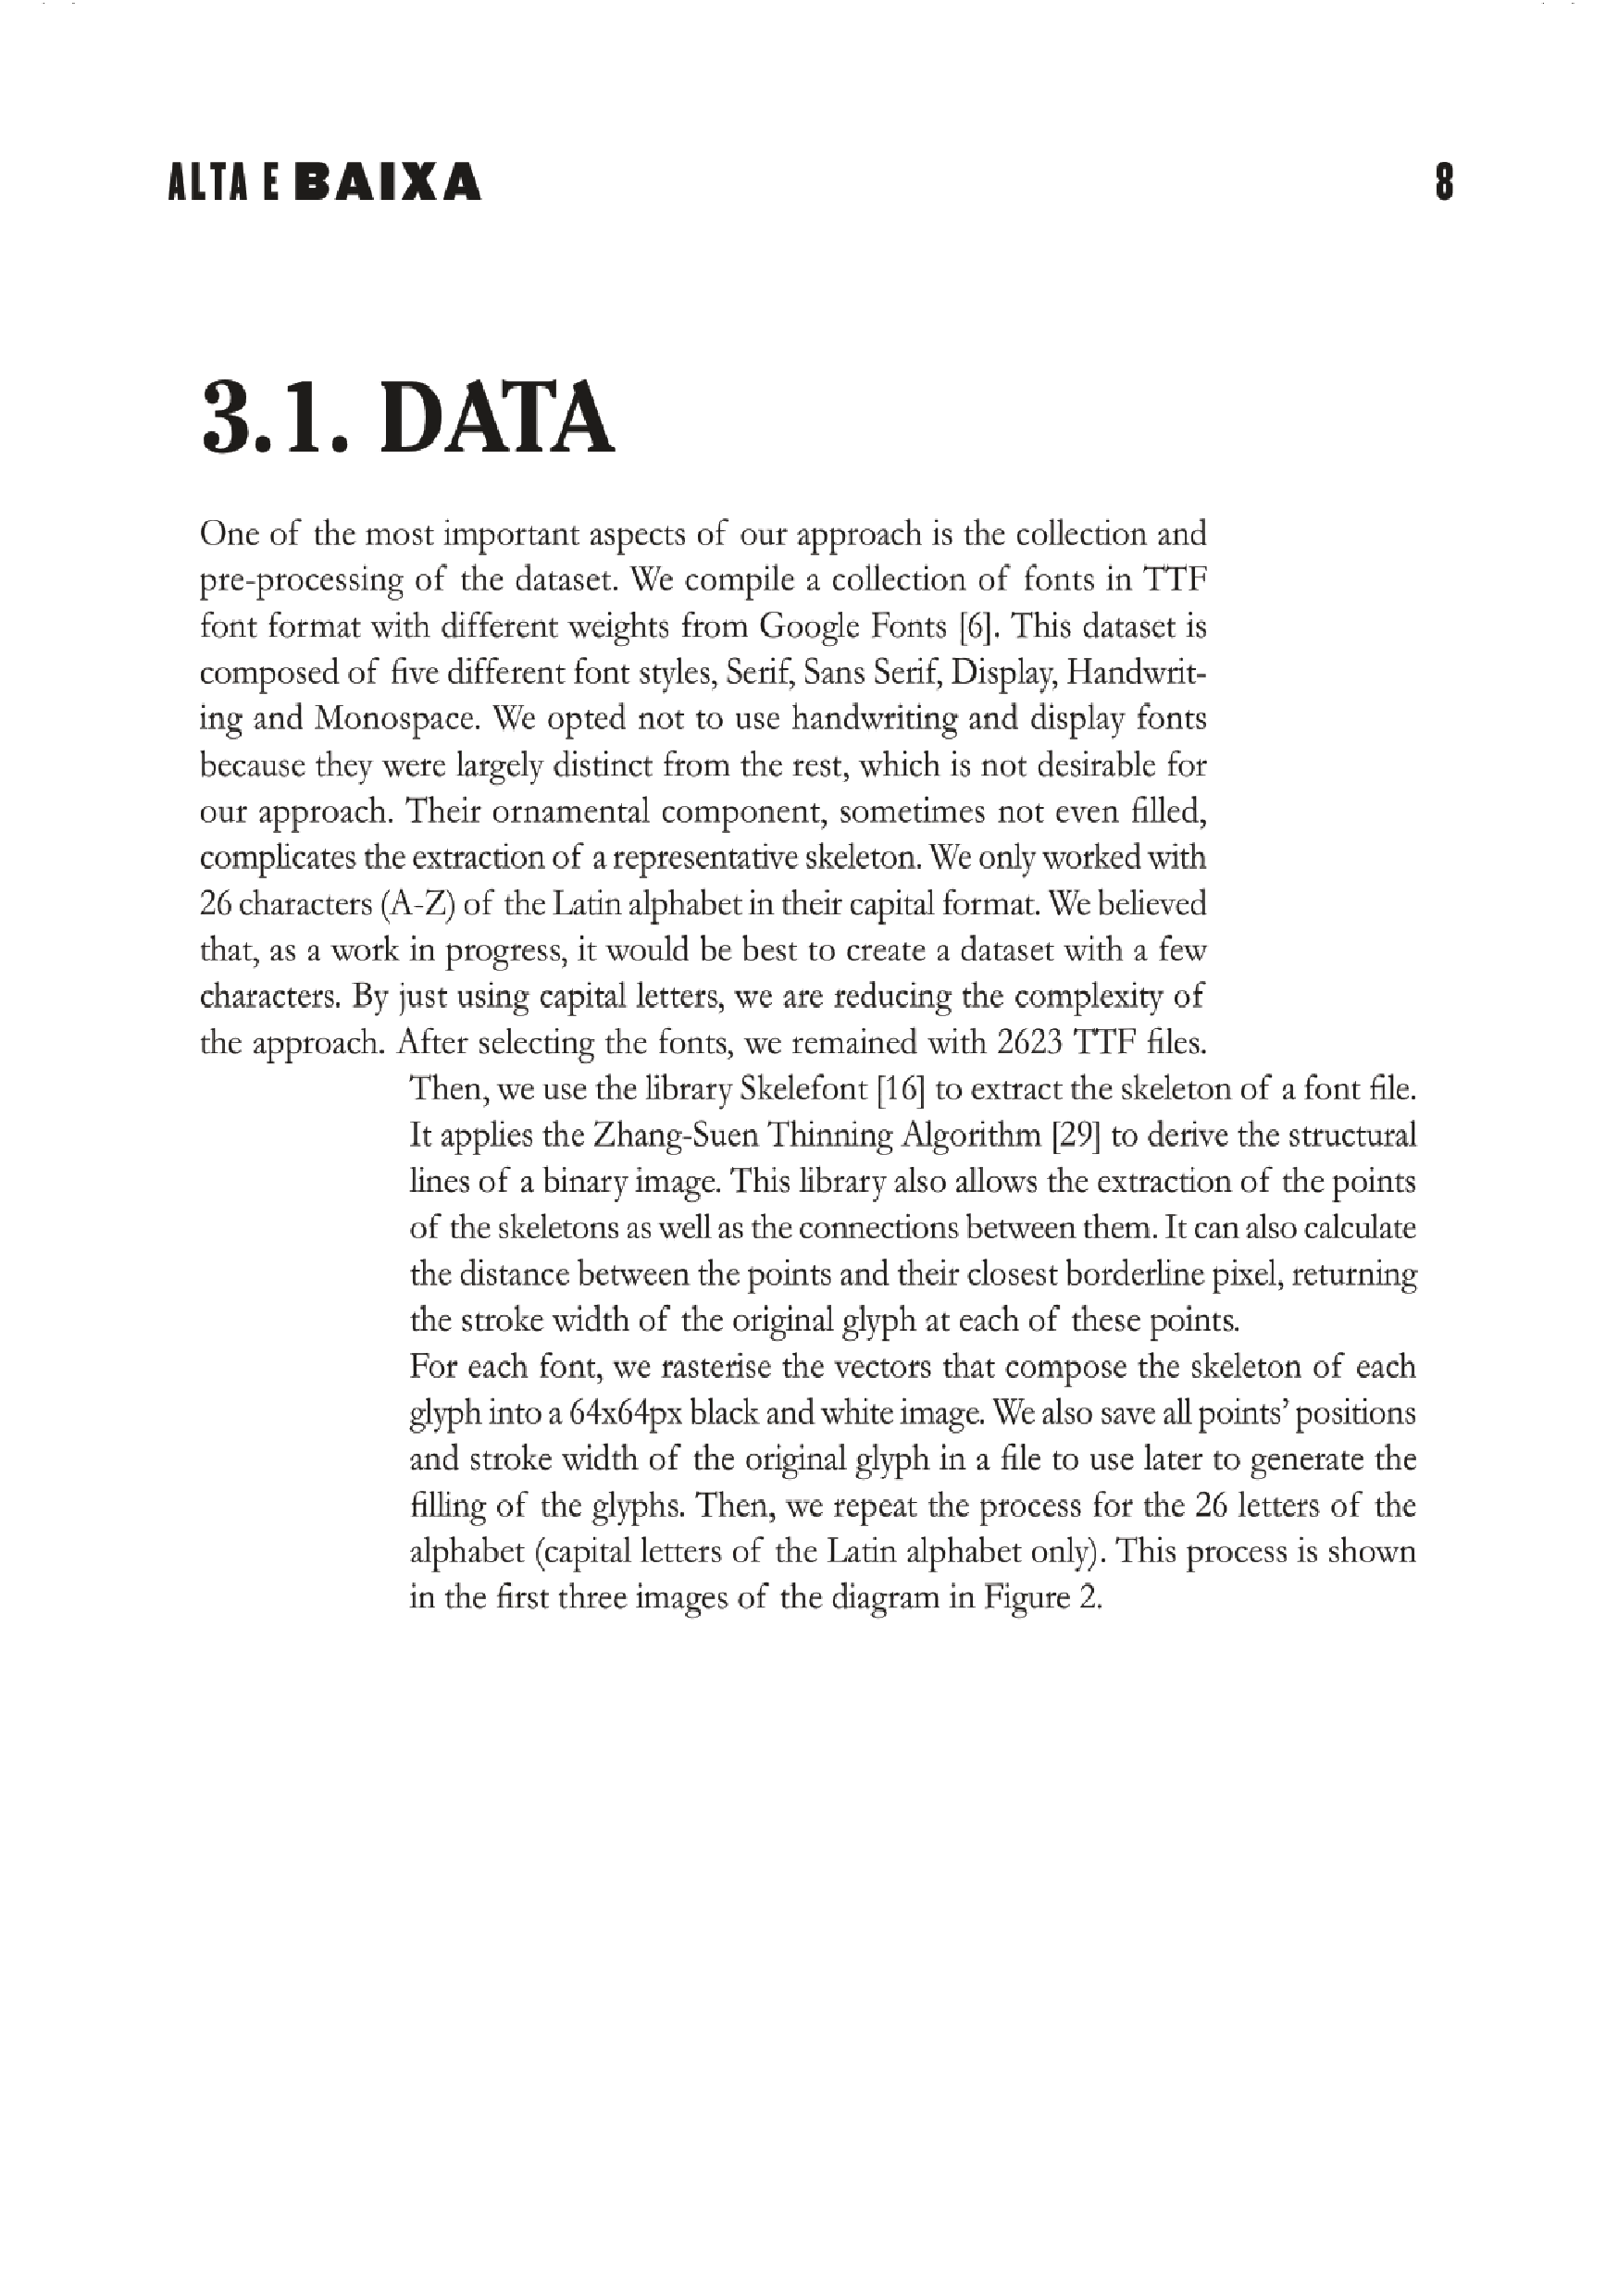 ALTA E BAIXA
8
3.1. DATA
One of the most important aspects of our approach is the collection and
pre-processing of the dataset. We compile a collection of fonts in TTF
font format with different weights from Google Fonts [6]. This dataset is
composed of five different font styles, Serif, Sans Serif, Display, Handwrit-
ing and Monospace. We opted not to use handwriting and display fonts
because they were largely distinct from the rest, which is not desirable for
our approach. Their ornamental component, sometimes not even filled,
complicates the extraction of a representative skeleton. We only worked with
26 characters (A-Z) of the Latin alphabet in their capital format. We believed
that, as a work in progress, it would be best to create a dataset with a few
characters. By just using capital letters, we are reducing the complexity of
the approach. After selecting the fonts, we remained with 2623 TTF files.
Then, we use the library Skelefont [16] to extract the skeleton of a font file.
It applies the Zhang-Suen Thinning Algorithm [29] to derive the structural
lines of a binary image. This library also allows the extraction of the points
of the skeletons as well as the connections between them. It can also calculate
the distance between the points and their closest borderline pixel, returning
the stroke width of the original glyph at each of these points.
For each font, we rasterise the vectors that compose the skeleton of each
glyph into a 64x64px black and white image. We also save all points’ positions
and stroke width of the original glyph in a file to use later to generate the
filling of the glyphs. Then, we repeat the process for the 26 letters of the
alphabet (capital letters of the Latin alphabet only). This process is shown
in the first three images of the diagram in Figure 2.